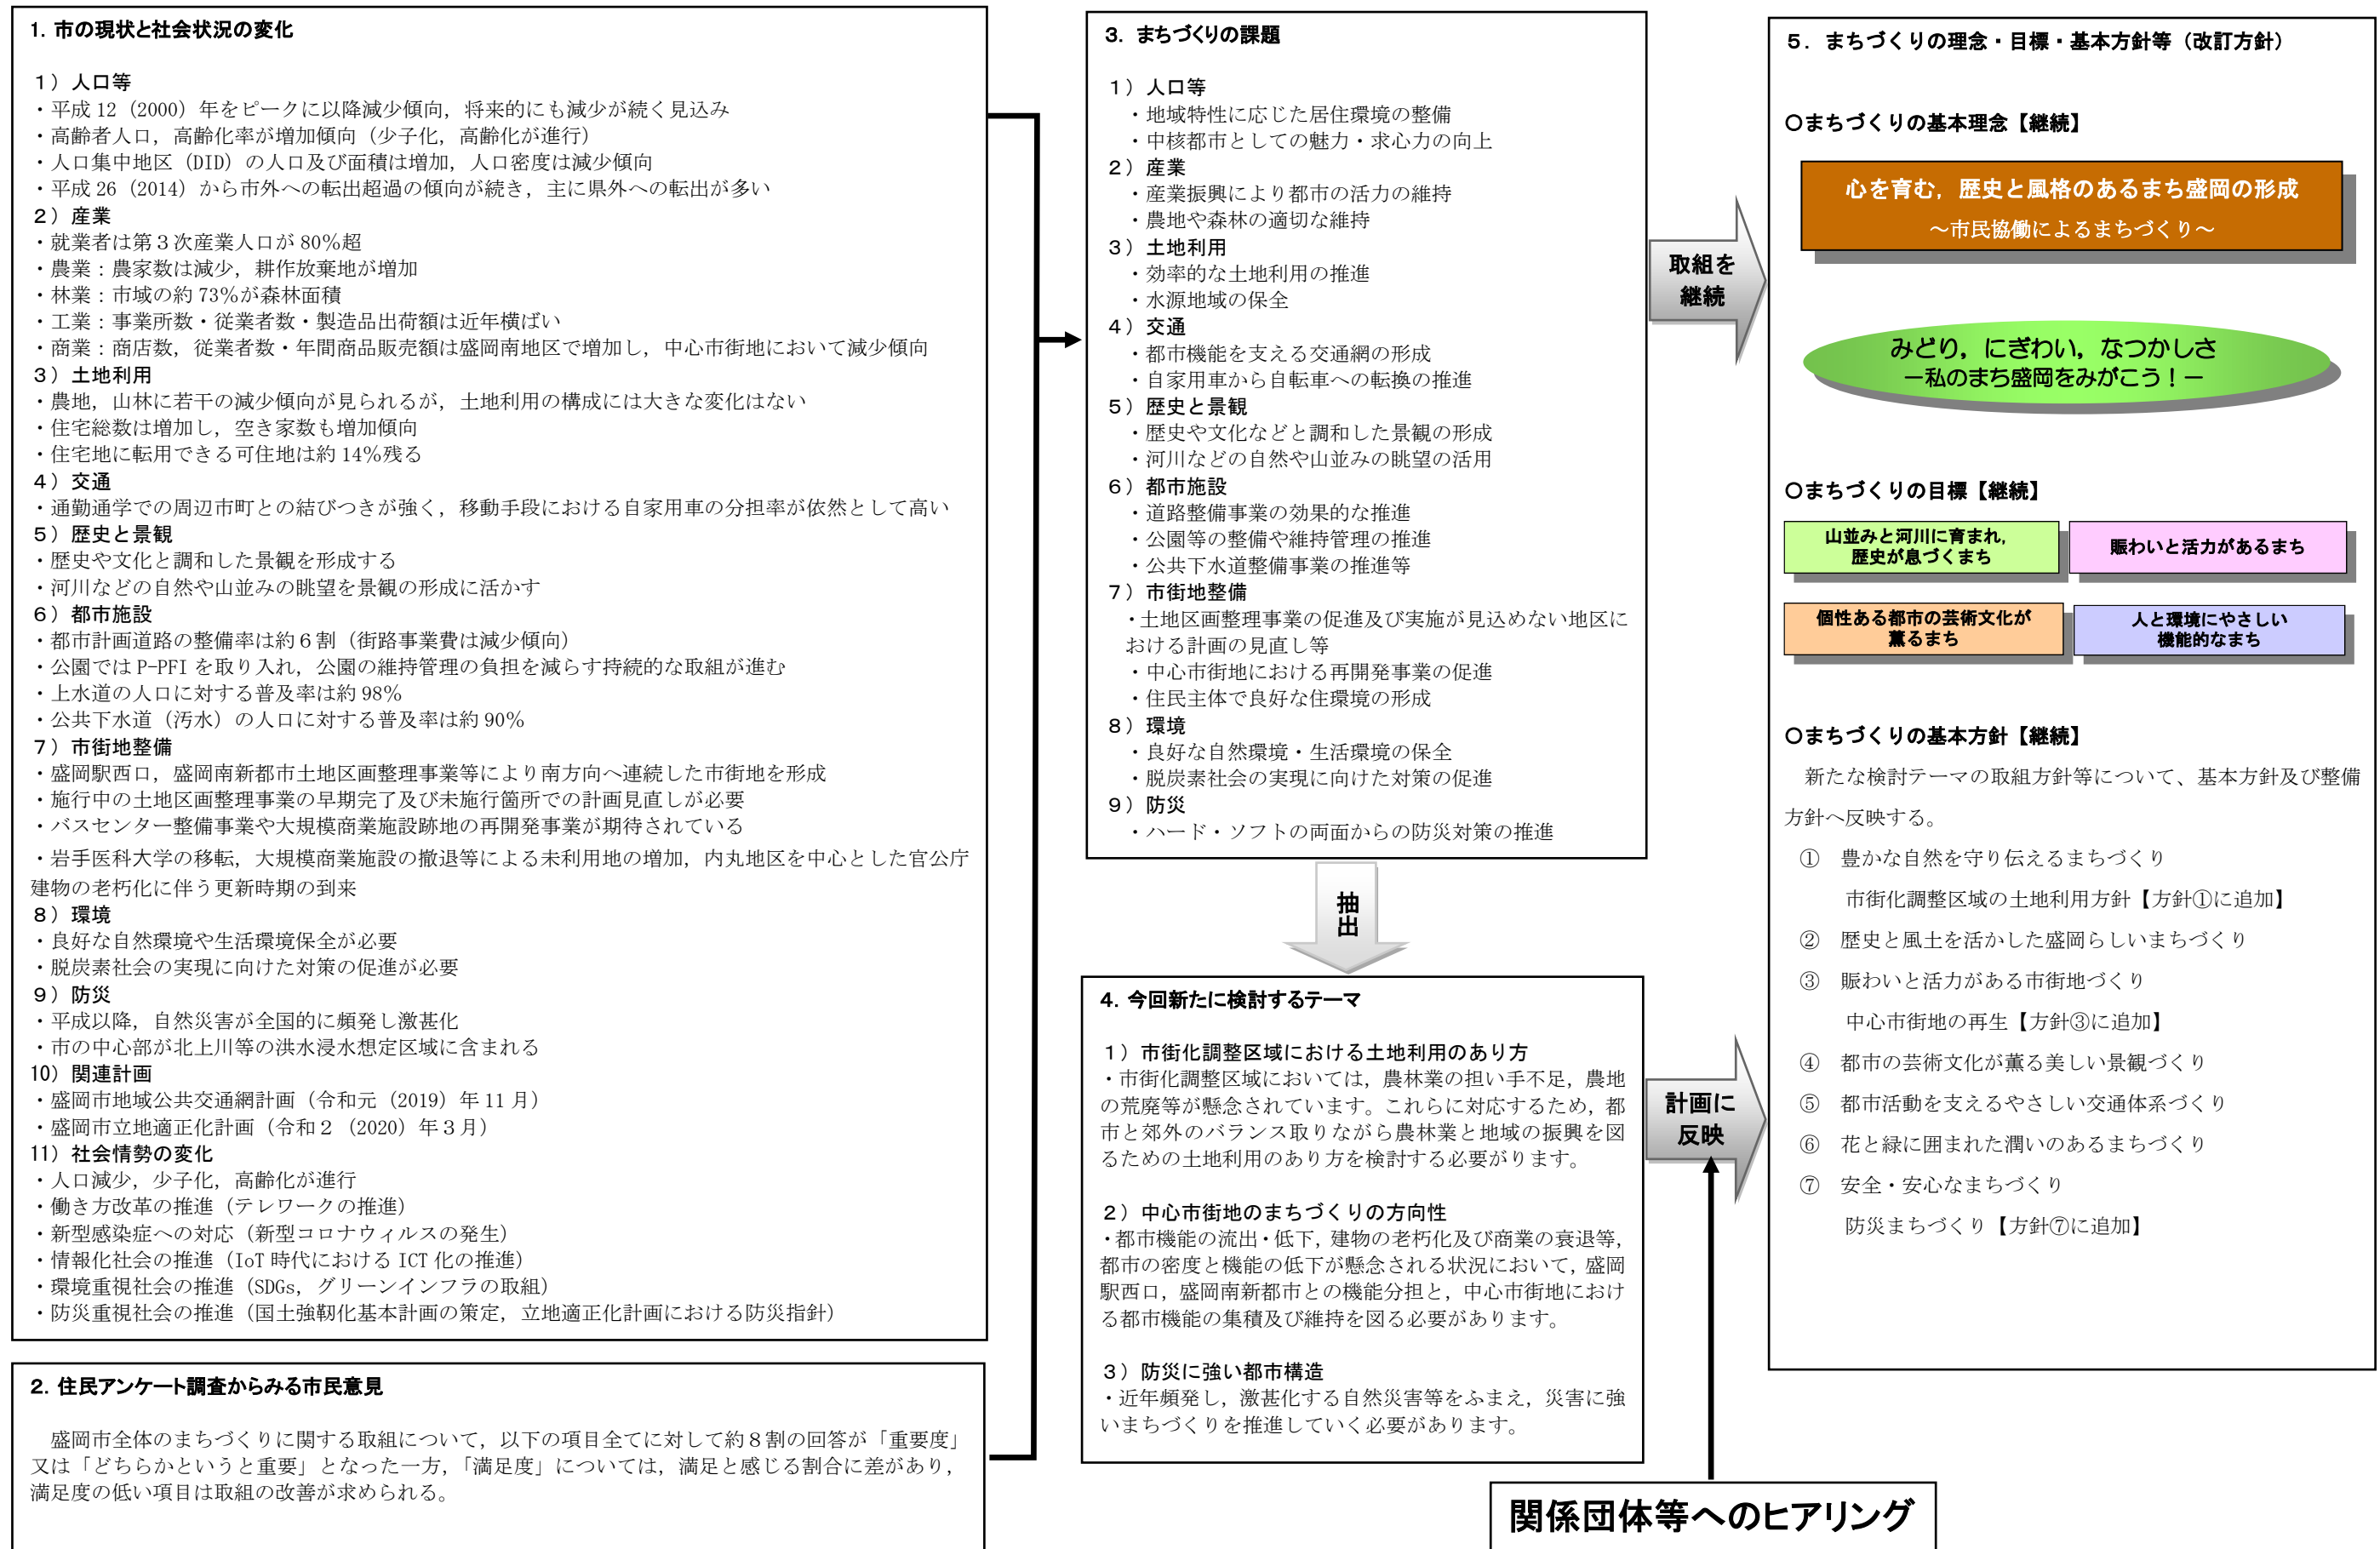 1. 市の現状と社会状況の変化
1）人口等
・平成 12（2000）年をピークに以降減少傾向，将来的にも減少が続く見込み
・高齢者人口，高齢化率が増加傾向（少子化，高齢化が進行）
・人口集中地区（DID）の人口及び面積は増加，人口密度は減少傾向
・平成 26（2014）から市外への転出超過の傾向が続き，主に県外への転出が多い
2）産業
・就業者は第３次産業人口が 80%超
・農業：農家数は減少，耕作放棄地が増加
・林業：市域の約 73%が森林面積
・工業：事業所数・従業者数・製造品出荷額は近年横ばい
・商業：商店数，従業者数・年間商品販売額は盛岡南地区で増加し，中心市街地において減少傾向
3）土地利用
・農地，山林に若干の減少傾向が見られるが，土地利用の構成には大きな変化はない
・住宅総数は増加し，空き家数も増加傾向
・住宅地に転用できる可住地は約 14%残る
4）交通
・通勤通学での周辺市町との結びつきが強く，移動手段における自家用車の分担率が依然として高い
5）歴史と景観
・歴史や文化と調和した景観を形成する
・河川などの自然や山並みの眺望を景観の形成に活かす
6）都市施設
・都市計画道路の整備率は約６割（街路事業費は減少傾向）
・公園では P-PFI を取り入れ，公園の維持管理の負担を減らす持続的な取組が進む
・上水道の人口に対する普及率は約 98%
・公共下水道（汚水）の人口に対する普及率は約 90%
7）市街地整備
・盛岡駅西口，盛岡南新都市土地区画整理事業等により南方向へ連続した市街地を形成
・施行中の土地区画整理事業の早期完了及び未施行箇所での計画見直しが必要
・バスセンター整備事業や大規模商業施設跡地の再開発事業が期待されている
・岩手医科大学の移転，大規模商業施設の撤退等による未利用地の増加，内丸地区を中心とした官公庁
建物の老朽化に伴う更新時期の到来
8）環境
・良好な自然環境や生活環境保全が必要
・脱炭素社会の実現に向けた対策の促進が必要
9）防災
・平成以降，自然災害が全国的に頻発し激甚化
・市の中心部が北上川等の洪水浸水想定区域に含まれる
10）関連計画
・盛岡市地域公共交通網計画（令和元（2019）年 11 月）
・盛岡市立地適正化計画（令和２（2020）年３月）
11）社会情勢の変化
・人口減少，少子化，高齢化が進行
・働き方改革の推進（テレワークの推進）
・新型感染症への対応（新型コロナウィルスの発生）
・情報化社会の推進（IoT 時代における ICT 化の推進）
・環境重視社会の推進（SDGs，グリーンインフラの取組）
・防災重視社会の推進（国土強靱化基本計画の策定，立地適正化計画における防災指針）
2. 住民アンケート調査からみる市民意見
盛岡市全体のまちづくりに関する取組について，以下の項目全てに対して約８割の回答が「重要度」
又は「どちらかというと重要」となった一方，「満足度」については，満足と感じる割合に差があり，
満足度の低い項目は取組の改善が求められる。
3. まちづくりの課題
1）人口等
・地域特性に応じた居住環境の整備
・中核都市としての魅力・求心力の向上
2）産業
・産業振興により都市の活力の維持
・農地や森林の適切な維持
3）土地利用
・効率的な土地利用の推進
・水源地域の保全
4）交通
・都市機能を支える交通網の形成
・自家用車から自転車への転換の推進
5）歴史と景観
・歴史や文化などと調和した景観の形成
・河川などの自然や山並みの眺望の活用
6）都市施設
・道路整備事業の効果的な推進
・公園等の整備や維持管理の推進
・公共下水道整備事業の推進等
7）市街地整備
・土地区画整理事業の促進及び実施が見込めない地区に
おける計画の見直し等
・中心市街地における再開発事業の促進
・住民主体で良好な住環境の形成
8）環境
・良好な自然環境・生活環境の保全
・脱炭素社会の実現に向けた対策の促進
9）防災
・ハード・ソフトの両面からの防災対策の推進
抽
出
4. 今回新たに検討するテーマ
1）市街化調整区域における土地利用のあり方
・市街化調整区域においては，農林業の担い手不足，農地
の荒廃等が懸念されています。これらに対応するため，都
市と郊外のバランス取りながら農林業と地域の振興を図
るための土地利用のあり方を検討する必要がります。
2）中心市街地のまちづくりの方向性
・都市機能の流出・低下，建物の老朽化及び商業の衰退等，
都市の密度と機能の低下が懸念される状況において，盛岡
駅西口，盛岡南新都市との機能分担と，中心市街地におけ
る都市機能の集積及び維持を図る必要があります。
3）防災に強い都市構造
・近年頻発し，激甚化する自然災害等をふまえ，災害に強
いまちづくりを推進していく必要があります。
取組を
継続
計画に
反映
関係団体等へのヒアリング
5. まちづくりの理念・目標・基本方針等（改訂方針）
○まちづくりの基本理念【継続】
心を育む，歴史と風格のあるまち盛岡の形成
～市民協働によるまちづくり～
みどり，にぎわい，なつかしさ
－私のまち盛岡をみがこう！－
○まちづくりの目標【継続】
山並みと河川に育まれ，
歴史が息づくまち
賑わいと活力があるまち
個性ある都市の芸術文化が
薫るまち
人と環境にやさしい
機能的なまち
○まちづくりの基本方針【継続】
新たな検討テーマの取組方針等について、基本方針及び整備
方針へ反映する。
① 豊かな自然を守り伝えるまちづくり
市街化調整区域の土地利用方針【方針①に追加】
② 歴史と風土を活かした盛岡らしいまちづくり
③ 賑わいと活力がある市街地づくり
中心市街地の再生【方針③に追加】
④ 都市の芸術文化が薫る美しい景観づくり
⑤ 都市活動を支えるやさしい交通体系づくり
⑥ 花と緑に囲まれた潤いのあるまちづくり
⑦ 安全・安心なまちづくり
防災まちづくり【方針⑦に追加】